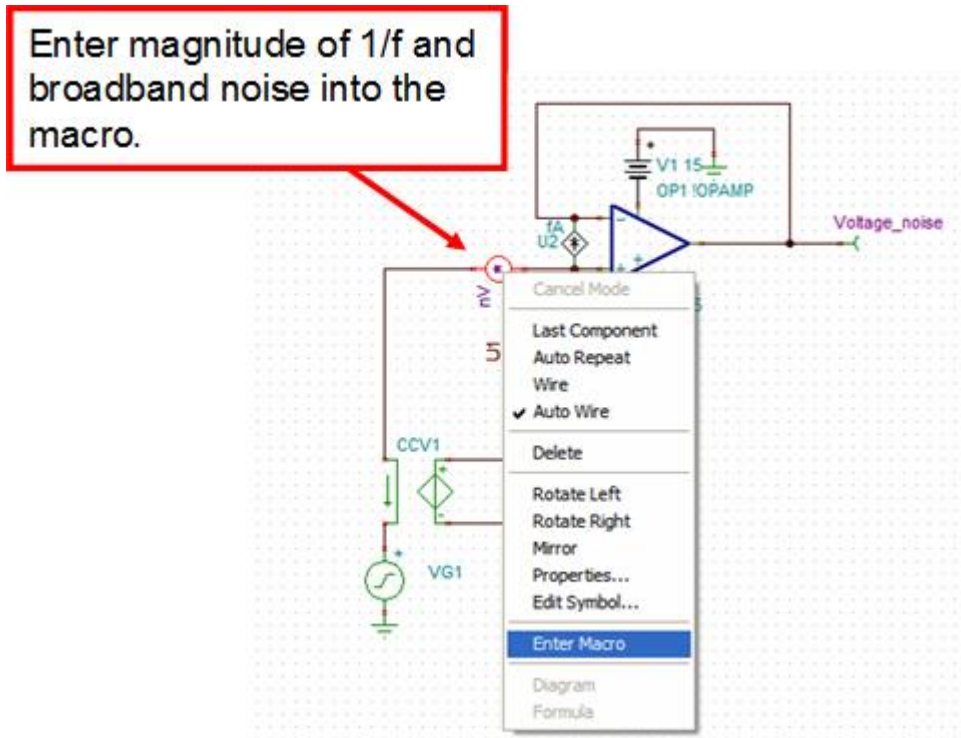 Enter magnitude of 1/f and
broadband noise into the
macro.
V1 15
OP1 !OPAMP
Voltage_noise
fA
U2
nV
U1
Cancel Mode
Last Component
Auto Repeat
Wire
Auto Wire
CCV1
Delete
Rotate Left
Rotate Right
Mirror
Properties...
VG1
Edit Symbol...
Enter Macro
Diagram
Formula